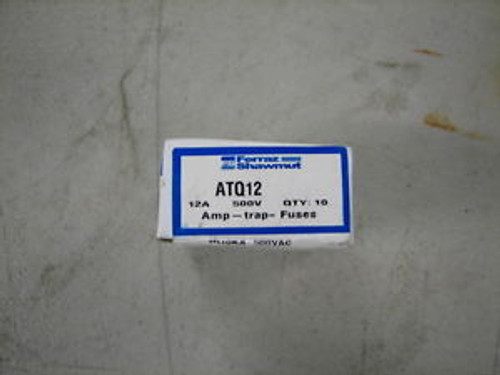 Ferraz
Shawmut
ATQ12
12A 500V QTY: 10
Amp-trap- Fuses
500VAC